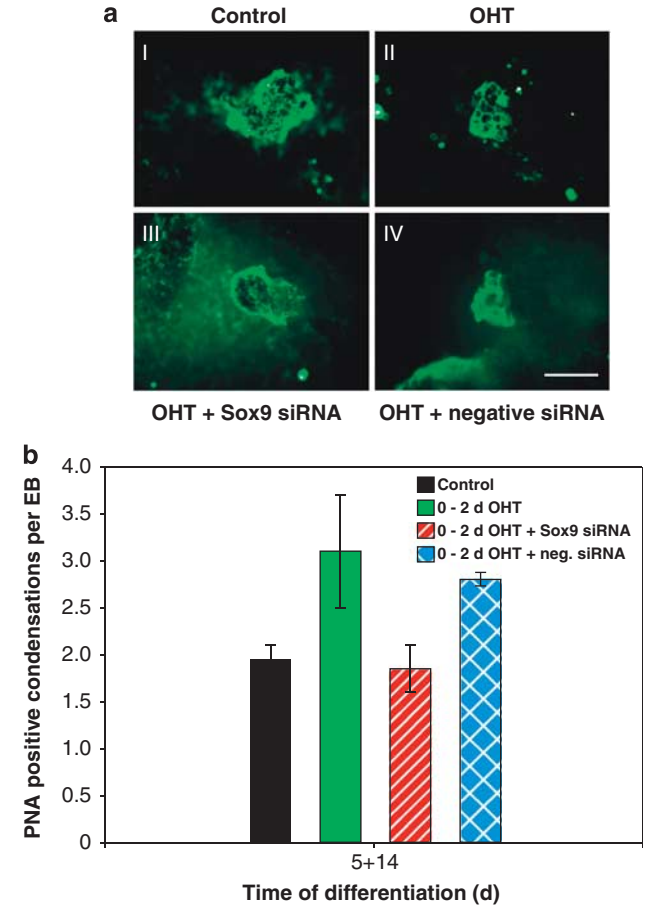 a
Control
OHT
I
II
III
IV
OHT + Sox9 siRNA
OHT + negative siRNA
b
PNA positive condensations per EB
4.0
3.5
3.0
2.5
2.0
1.5
1.0
0.5
0
Control
0 - 2 d OHT
0 - 2 d OHT + Sox9 siRNA
0 - 2 d OHT + neg. siRNA
5+14
Time of differentiation (d)